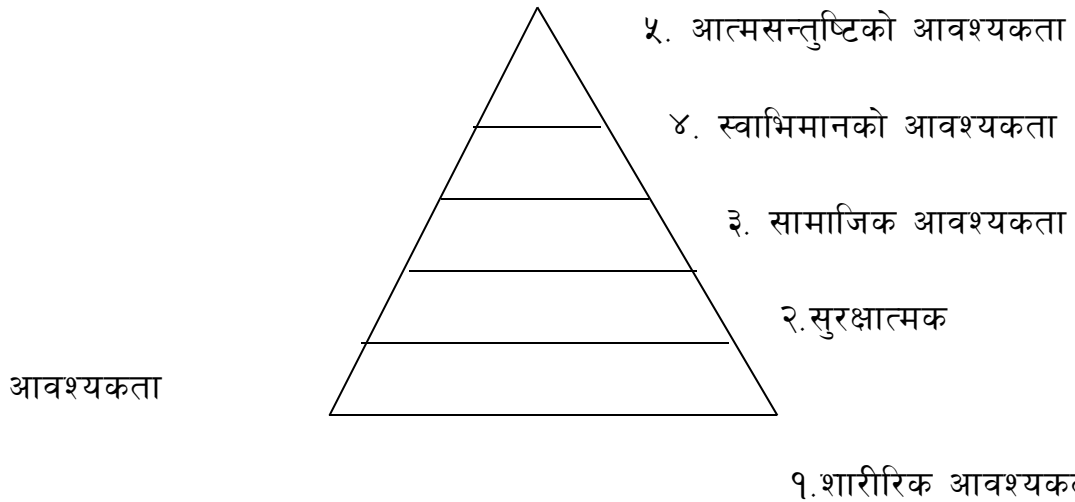 ५. आत्मसन्तुष्टिको आवश्यकता
४. स्वाभिमानको आवश्यकता
३. सामाजिक आवश्यकता
२.सुरक्षात्मक
आवश्यकता
१.शारीरिक